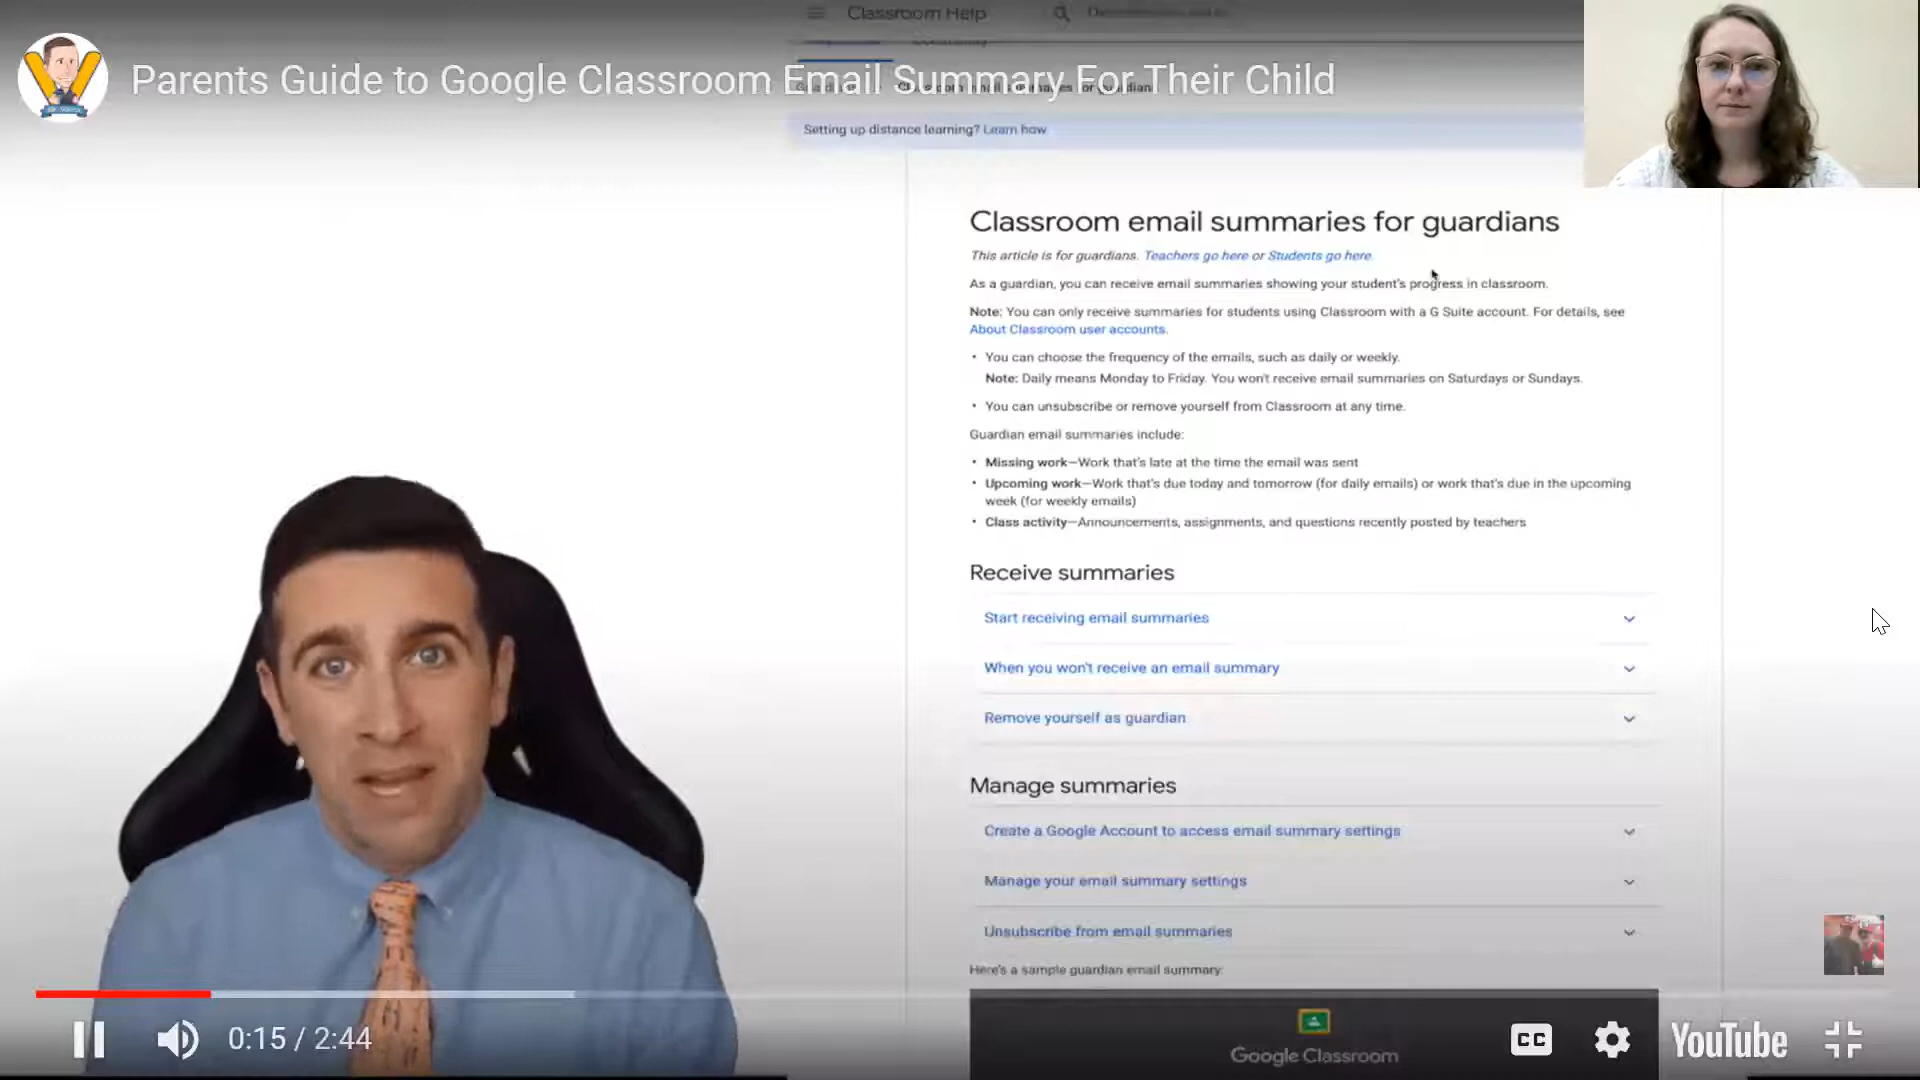 Classroom Help
Parents Guide to Google Classroom Email Summary For Their Child
Setting up distance learning? Learn how
Classroom email summaries for guardians
This article is for guardians. Teachers go here or Students go here.
As a guardian, you can receive email summaries showing your student's progress in classroom.
Note: You can only receive summaries for students using Classroom with a G Suite account. For details, see
About Classroom user accounts.
• You can choose the frequency of the emails, such as daily or weekly.
Note: Daily means Monday to Friday. You won't receive email summaries on Saturdays or Sundays.
• You can unsubscribe or remove yourself from Classroom at any time.
Guardian email summaries include:
• Missing work—Work that's late at the time the email was sent
• Upcoming work—Work that's due today and tomorrow (for daily emails) or work that's due in the upcoming
week (for weekly emails)
• Class activity—Announcements, assignments, and questions recently posted by teachers
Receive summaries
Start receiving email summaries
When you won't receive an email summary
Remove yourself as guardian
Manage summaries
Create a Google Account to access email summary settings
Manage your email summary settings
Unsubscribe from email summaries
Here's a sample guardian email summary:
Google Classroom
0:15 / 2:44
CC
YouTube